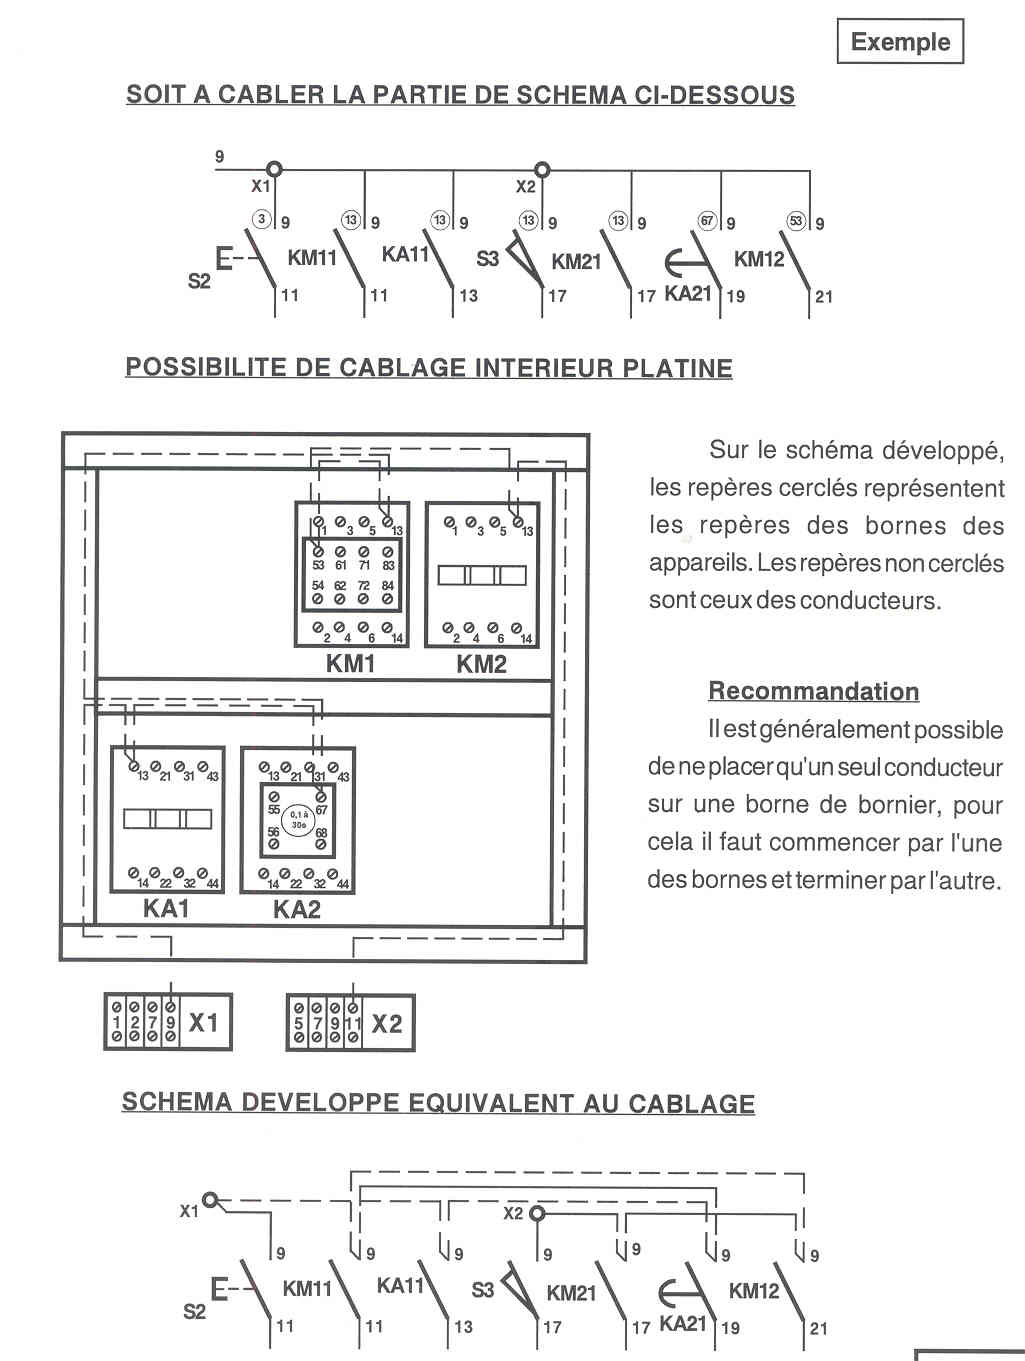 Exemple
SOIT A CABLER LA PARTIE DE SCHEMA CI-DESSOUS
9
X1 X2
3 9 13 9 13 9 13 9 13 9 67 9 53 9
S2 KM11 KA11 S3 KM21 KA21 KM12
11 11 13 17 17 19 21
POSSIBILITE DE CABLAGE INTERIEUR PLATINE
1 3 5 13
53 61 71 83
54 62 72 84
2 4 6 14
KM1
1 3 5 13
2 4 6 14
KM2
13 21 31 43
14 22 32 44
KA1
13 21 31 43
55 67
0,1 à
30s
56 68
14 22 32 44
KA2
1 2 7 9 X1
5 7 9 11 X2
Sur le schéma développé,
les repères cerclés représentent
les repères des bornes des
appareils. Les repères non cerclés
sont ceux des conducteurs.
Recommandation
Il est généralement possible
de ne placer qu'un seul conducteur
sur une borne de bornier, pour
cela il faut commencer par l'une
des bornes et terminer par l'autre.
SCHEMA DEVELOPPE EQUIVALENT AU CABLAGE
X1 X2
9 9 9 9 9 9 9
S2 KM11 KA11 S3 KM21 KA21 KM12
11 11 13 17 17 19 21